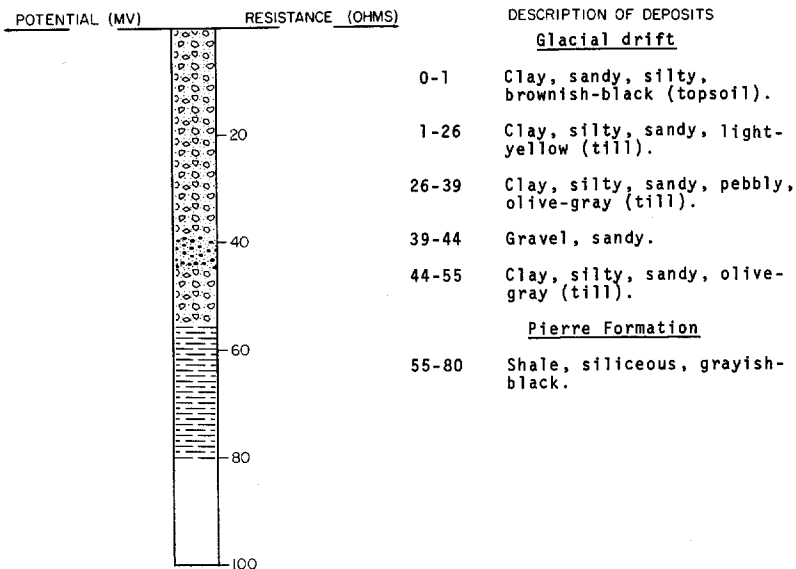 POTENTIAL (MV) RESISTANCE (OHMS) DESCRIPTION OF DEPOSITS
Glacial drift
0-1 Clay, sandy, silty,
brownish-black (topsoil).
20
1-26 Clay, silty, sandy, light-
yellow (till).
26-39 Clay, silty, sandy, pebbly,
olive-gray (till).
40
39-44 Gravel, sandy.
44-55 Clay, silty, sandy, olive-
gray (till).
Pierre Formation
60
55-80 Shale, siliceous, grayish-
black.
80
100